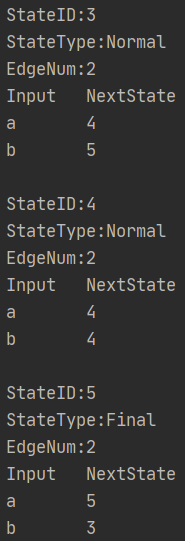 StateID:3
StateType:Normal
EdgeNum:2
Input NextState
a 4
b 5
StateID:4
StateType:Normal
EdgeNum:2
Input NextState
a 4
b 4
StateID:5
StateType:Final
EdgeNum:2
Input NextState
a 5
b 3